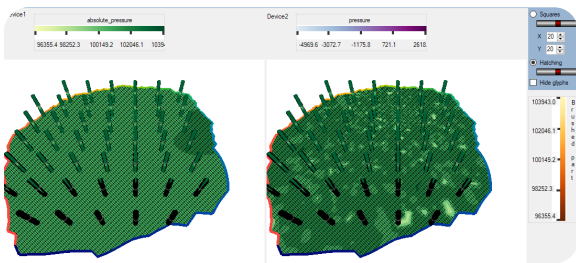 evice1
absolute_pressure
96355.4 98252.3 100149.2 102046.1 1039
Device2
pressure
-4969.6 -3072.7 -1175.8 721.1 2618.
Squares
X 20
Y 20
Hatching
Hide glyphs
103943.0
102046.1
100149.2
98252.3
96355.4
Brushed part